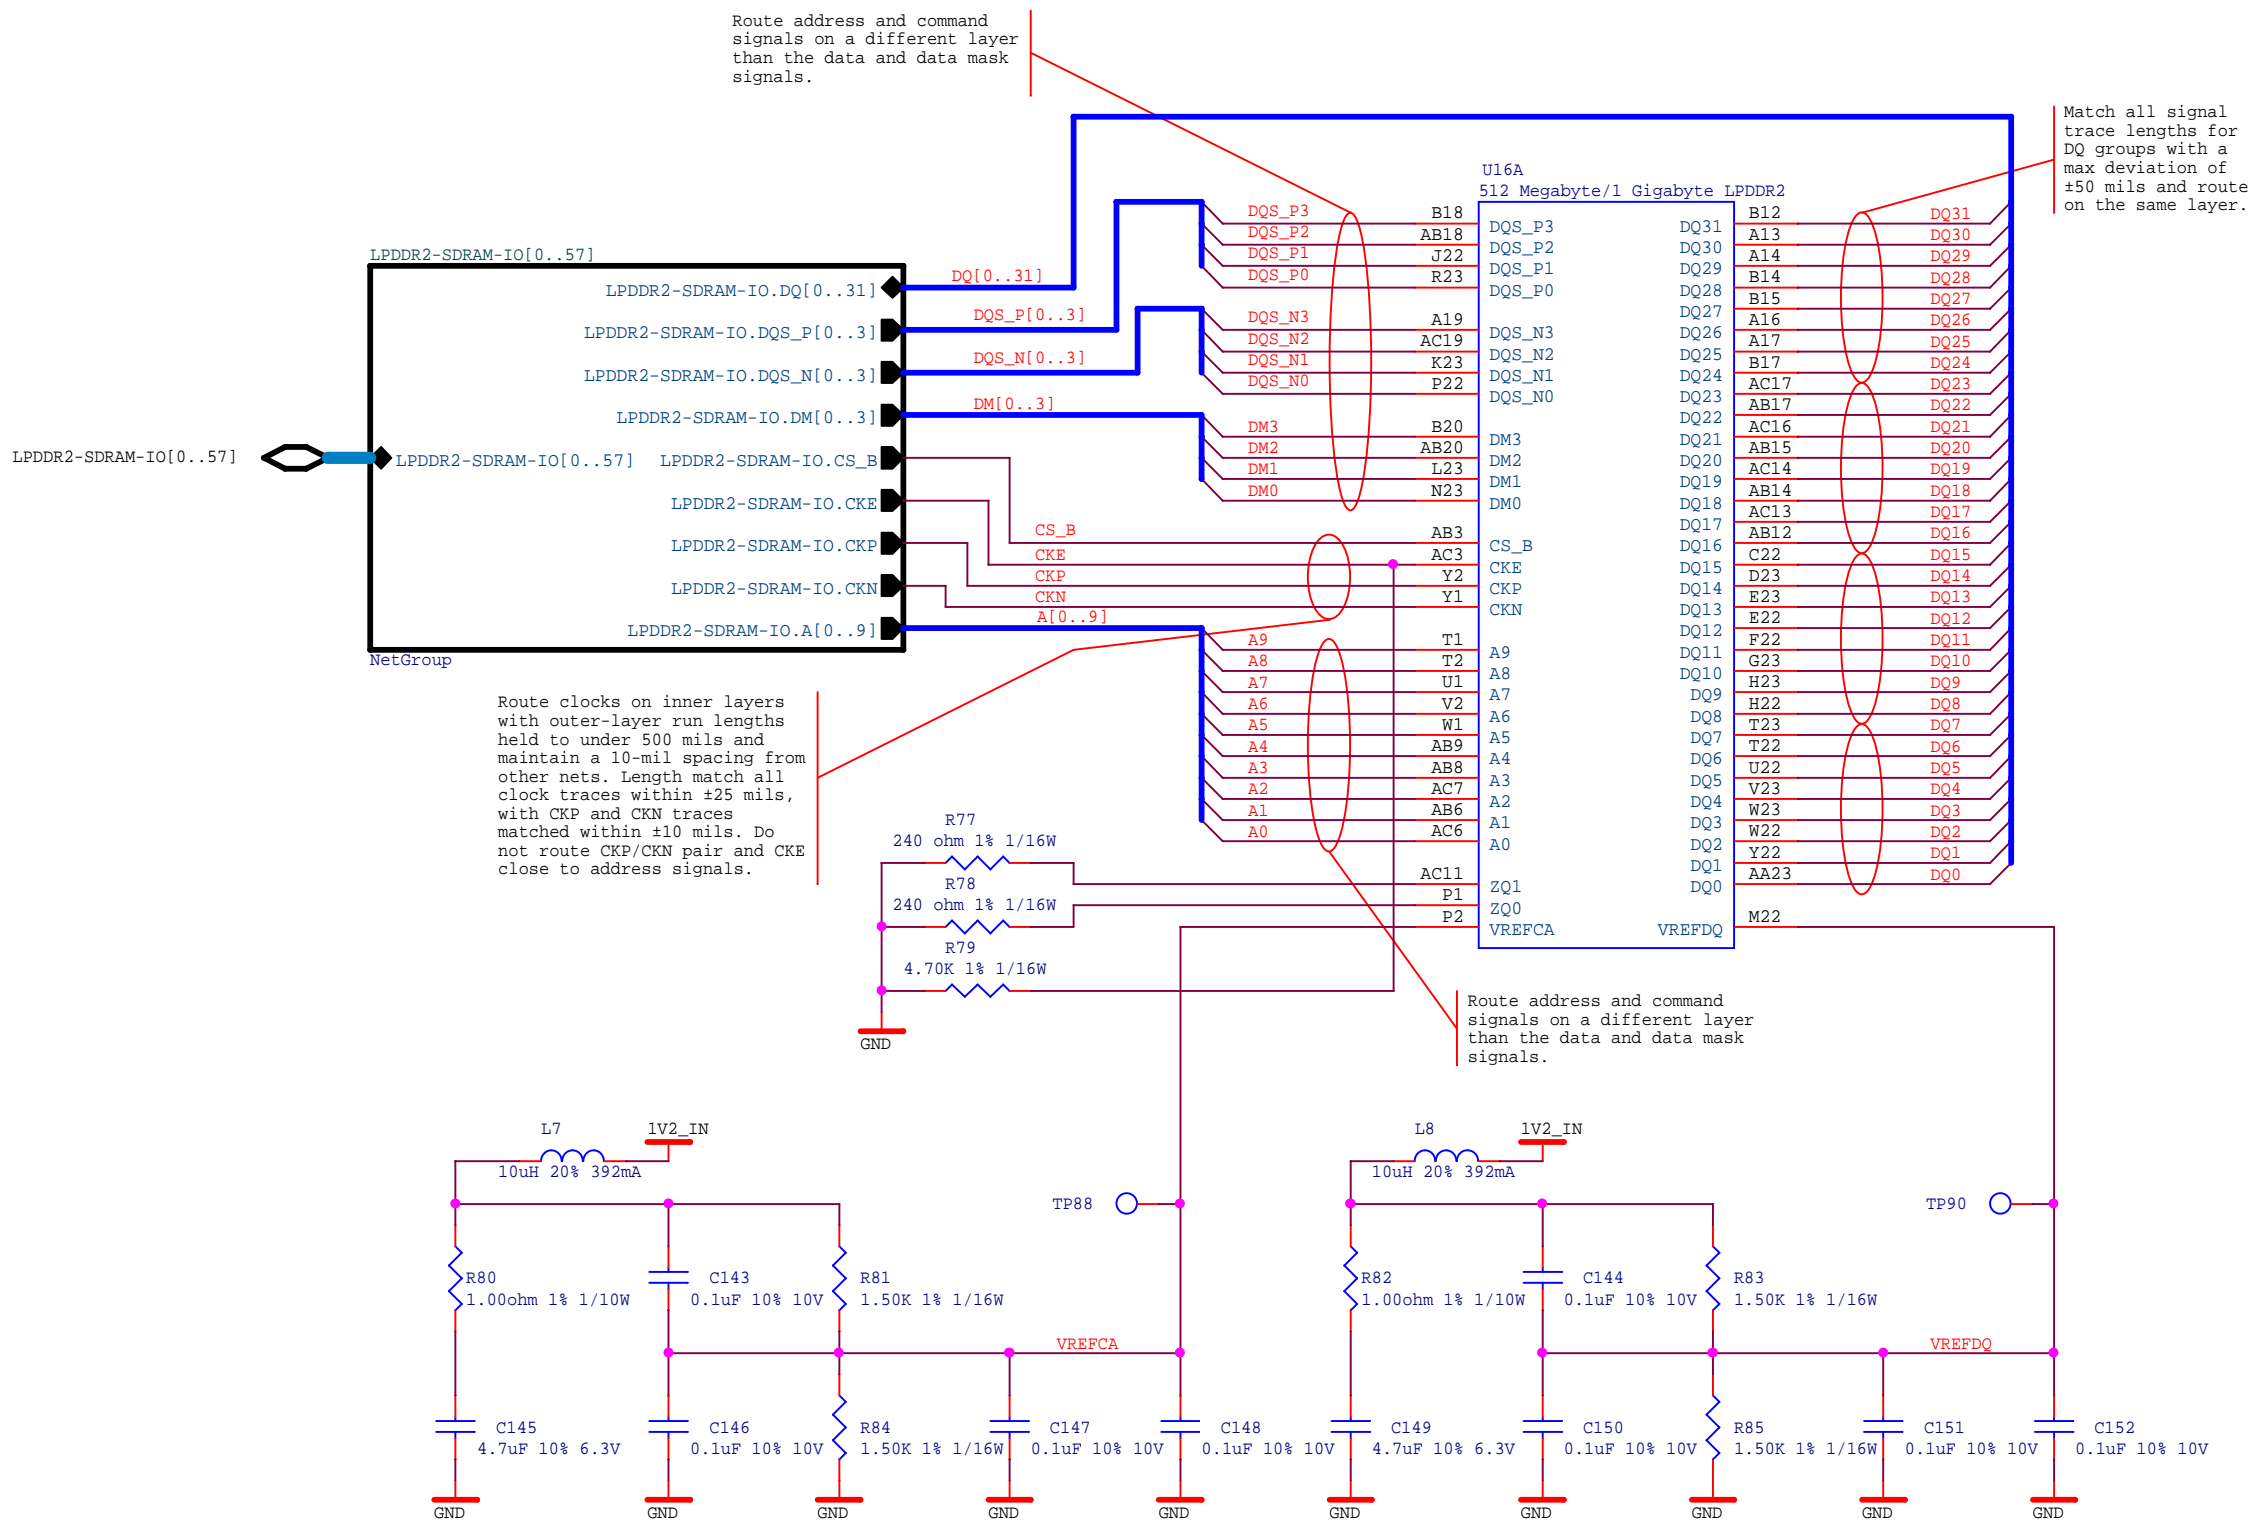 Route address and command
signals on a different layer
than the data and data mask
signals.
Match all signal
trace lengths for
DQ groups with a
max deviation of
±50 mils and route
on the same layer.
U16A
512 Megabyte/1 Gigabyte LPDDR2
LPDDR2-SDRAM-IO[0..57]
LPDDR2-SDRAM-IO.DQ[0..31]
LPDDR2-SDRAM-IO.DQS_P[0..3]
LPDDR2-SDRAM-IO.DQS_N[0..3]
LPDDR2-SDRAM-IO.DM[0..3]
LPDDR2-SDRAM-IO[0..57]
LPDDR2-SDRAM-IO[0..57]
LPDDR2-SDRAM-IO.CS_B
LPDDR2-SDRAM-IO.CKE
LPDDR2-SDRAM-IO.CKP
LPDDR2-SDRAM-IO.CKN
LPDDR2-SDRAM-IO.A[0..9]
NetGroup
DQ[0..31]
DQS_P[0..3]
DQS_N[0..3]
DM[0..3]
CS_B
CKE
CKP
CKN
A[0..9]
DQS_P3 B18 DQS_P3
DQS_P2 AB18 DQS_P2
DQS_P1 J22 DQS_P1
DQS_P0 R23 DQS_P0
DQS_N3 A19 DQS_N3
DQS_N2 AC19 DQS_N2
DQS_N1 K23 DQS_N1
DQS_N0 P22 DQS_N0
DM3 B20 DM3
DM2 AB20 DM2
DM1 L23 DM1
DM0 N23 DM0
AB3 CS_B
AC3 CKE
Y2 CKP
Y1 CKN
A9 T1 A9
A8 T2 A8
A7 U1 A7
A6 V2 A6
A5 W1 A5
A4 AB9 A4
A3 AB8 A3
A2 AC7 A2
A1 AB6 A1
A0 AC6 A0
AC11 ZQ1
P1 ZQ0
P2 VREFCA
DQ31 B12 DQ31
DQ30 A13 DQ30
DQ29 A14 DQ29
DQ28 B14 DQ28
DQ27 B15 DQ27
DQ26 A16 DQ26
DQ25 A17 DQ25
DQ24 B17 DQ24
DQ23 AC17 DQ23
DQ22 AB17 DQ22
DQ21 AC16 DQ21
DQ20 AB15 DQ20
DQ19 AC14 DQ19
DQ18 AB14 DQ18
DQ17 AC13 DQ17
DQ16 AB12 DQ16
DQ15 C22 DQ15
DQ14 D23 DQ14
DQ13 E23 DQ13
DQ12 E22 DQ12
DQ11 F22 DQ11
DQ10 G23 DQ10
DQ9 H23 DQ9
DQ8 H22 DQ8
DQ7 T23 DQ7
DQ6 T22 DQ6
DQ5 U22 DQ5
DQ4 V23 DQ4
DQ3 W23 DQ3
DQ2 W22 DQ2
DQ1 Y22 DQ1
DQ0 AA23 DQ0
VREFDQ M22
Route clocks on inner layers
with outer-layer run lengths
held to under 500 mils and
maintain a 10-mil spacing from
other nets. Length match all
clock traces within ±25 mils,
with CKP and CKN traces
matched within ±10 mils. Do
not route CKP/CKN pair and CKE
close to address signals.
R77
240 ohm 1% 1/16W
R78
240 ohm 1% 1/16W
R79
4.70K 1% 1/16W
GND
Route address and command
signals on a different layer
than the data and data mask
signals.
L7
1V2_IN
10uH 20% 392mA
TP88
R80
1.00ohm 1% 1/10W
C143
0.1uF 10% 10V
R81
1.50K 1% 1/16W
VREFCA
C145
4.7uF 10% 6.3V
C146
0.1uF 10% 10V
R84
1.50K 1% 1/16W
C147
0.1uF 10% 10V
C148
0.1uF 10% 10V
GND GND GND GND GND
L8
1V2_IN
10uH 20% 392mA
TP90
R82
1.00ohm 1% 1/10W
C144
0.1uF 10% 10V
R83
1.50K 1% 1/16W
VREFDQ
C149
4.7uF 10% 6.3V
C150
0.1uF 10% 10V
R85
1.50K 1% 1/16W
C151
0.1uF 10% 10V
C152
0.1uF 10% 10V
GND GND GND GND GND